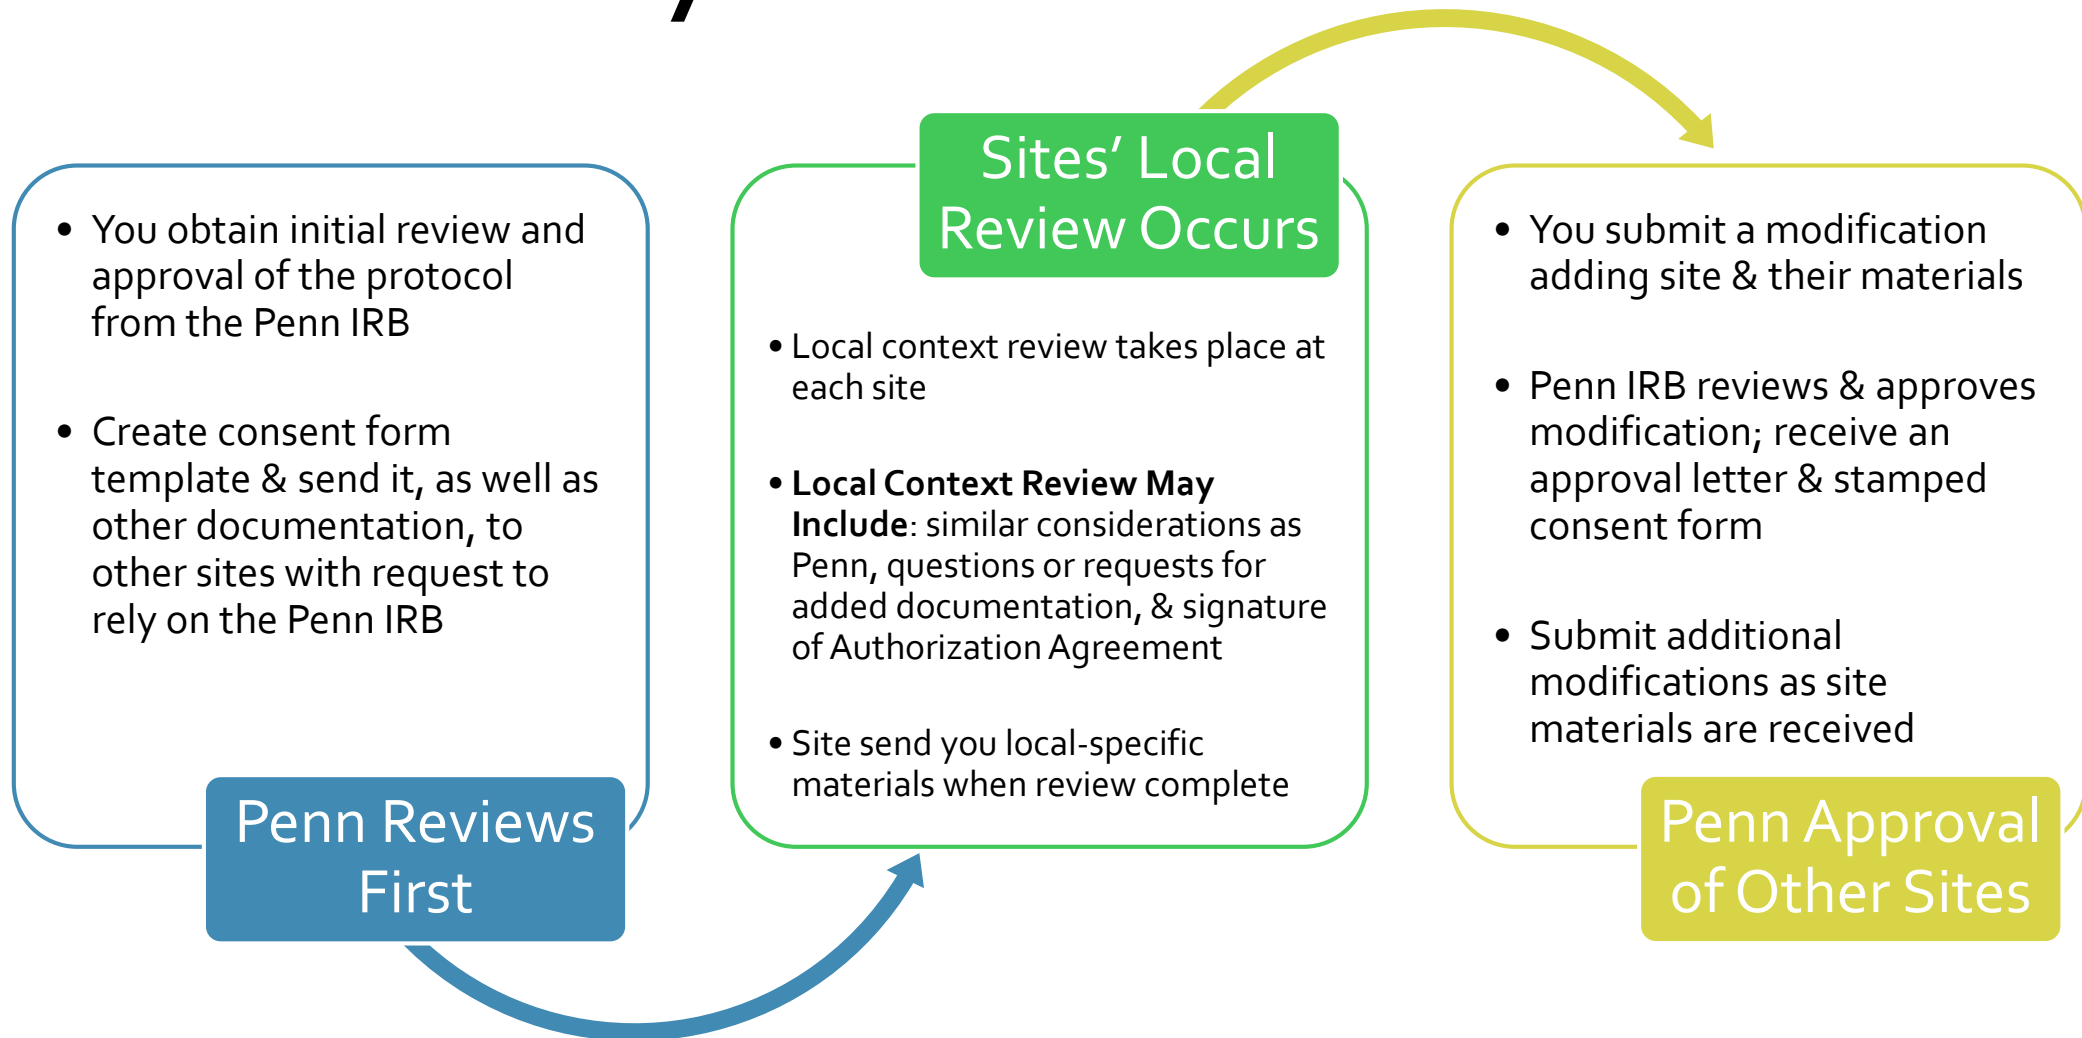 • You obtain initial review and
approval of the protocol
from the Penn IRB
• Create consent form
template & send it, as well as
other documentation, to
other sites with request to
rely on the Penn IRB
Penn Reviews
First
Sites’ Local
Review Occurs
• Local context review takes place at
each site
• Local Context Review May
Include: similar considerations as
Penn, questions or requests for
added documentation, & signature
of Authorization Agreement
• Site send you local-specific
materials when review complete
• You submit a modification
adding site & their materials
• Penn IRB reviews & approves
modification; receive an
approval letter & stamped
consent form
• Submit additional
modifications as site
materials are received
Penn Approval
of Other Sites